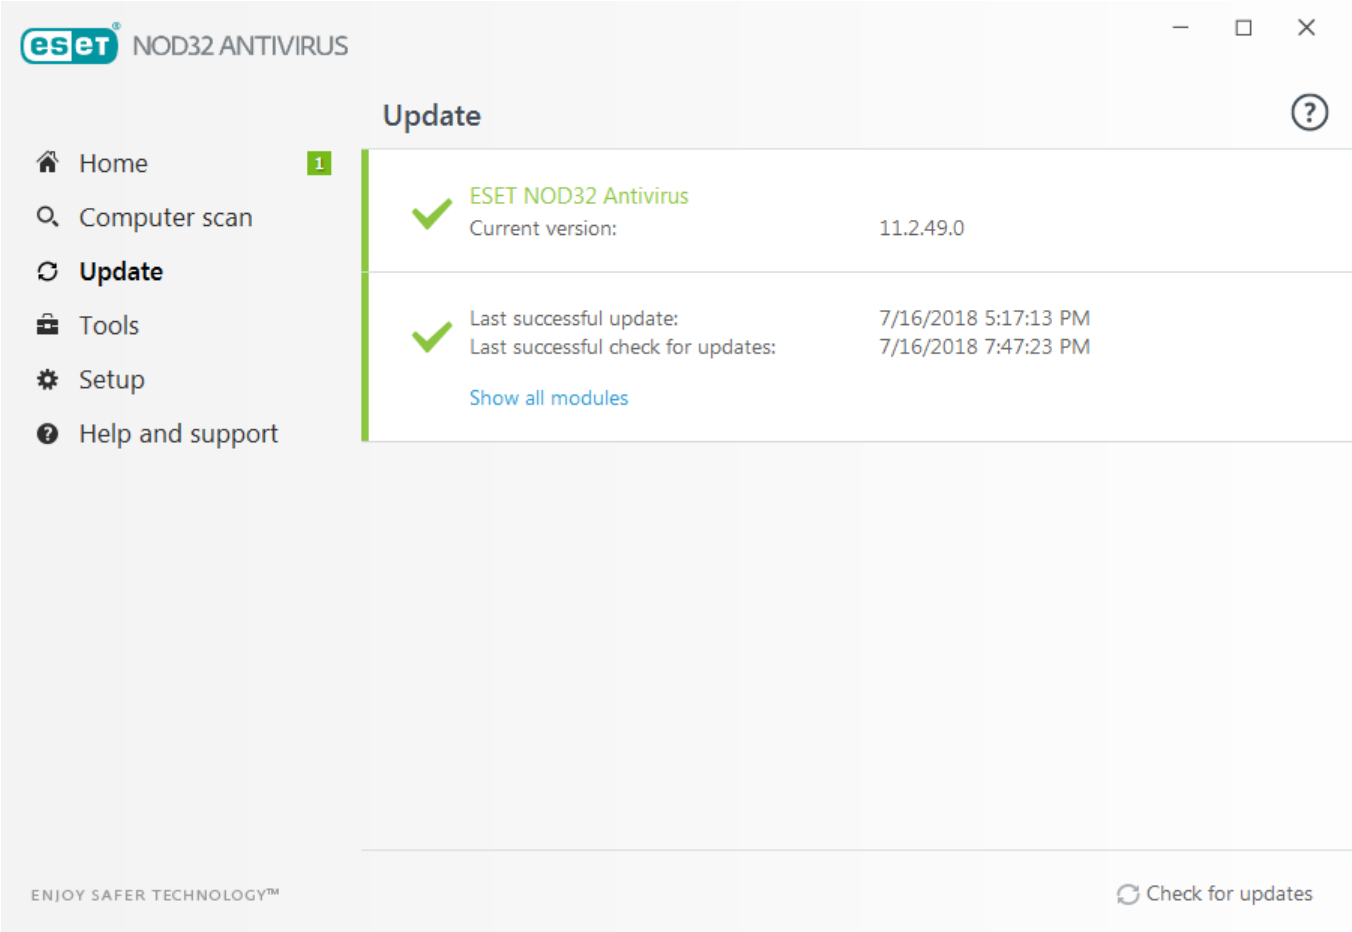 eset® NOD32 ANTIVIRUS
Update
?
Home 1
Computer scan
Update
Tools
Setup
Help and support
ESET NOD32 Antivirus
Current version: 11.2.49.0
Last successful update: 7/16/2018 5:17:13 PM
Last successful check for updates: 7/16/2018 7:47:23 PM
Show all modules
ENJOY SAFER TECHNOLOGY™
Check for updates